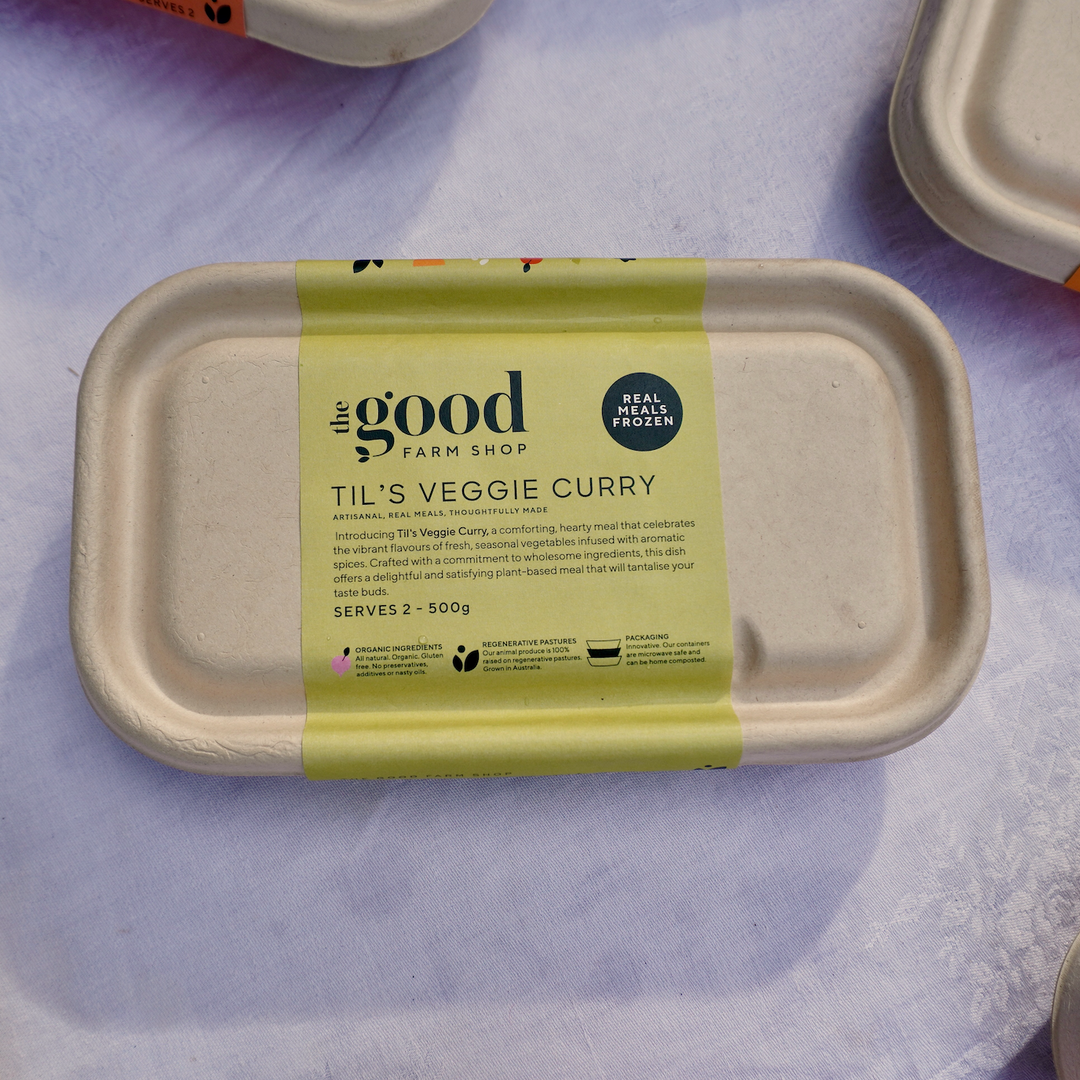 SERVES 2
the good
FARM SHOP
REAL
MEALS
FROZEN
TIL'S VEGGIE CURRY
ARTISANAL, REAL MEALS, THOUGHTFULLY MADE
Introducing Til's Veggie Curry, a comforting, hearty meal that celebrates
the vibrant flavours of fresh, seasonal vegetables infused with aromatic
spices. Crafted with a commitment to wholesome ingredients, this dish
offers a delightful and satisfying plant-based meal that will tantalise your
taste buds.
SERVES 2 - 500g
ORGANIC INGREDIENTS
All natural. Organic. Gluten
free. No preservatives,
additives or nasty oils.
REGENERATIVE PASTURES
Our animal produce is 100%
raised on regenerative pastures.
Grown in Australia.
PACKAGING
Innovative. Our containers
are microwave safe and
can be home composted.
THE GOOD FARM SHOP